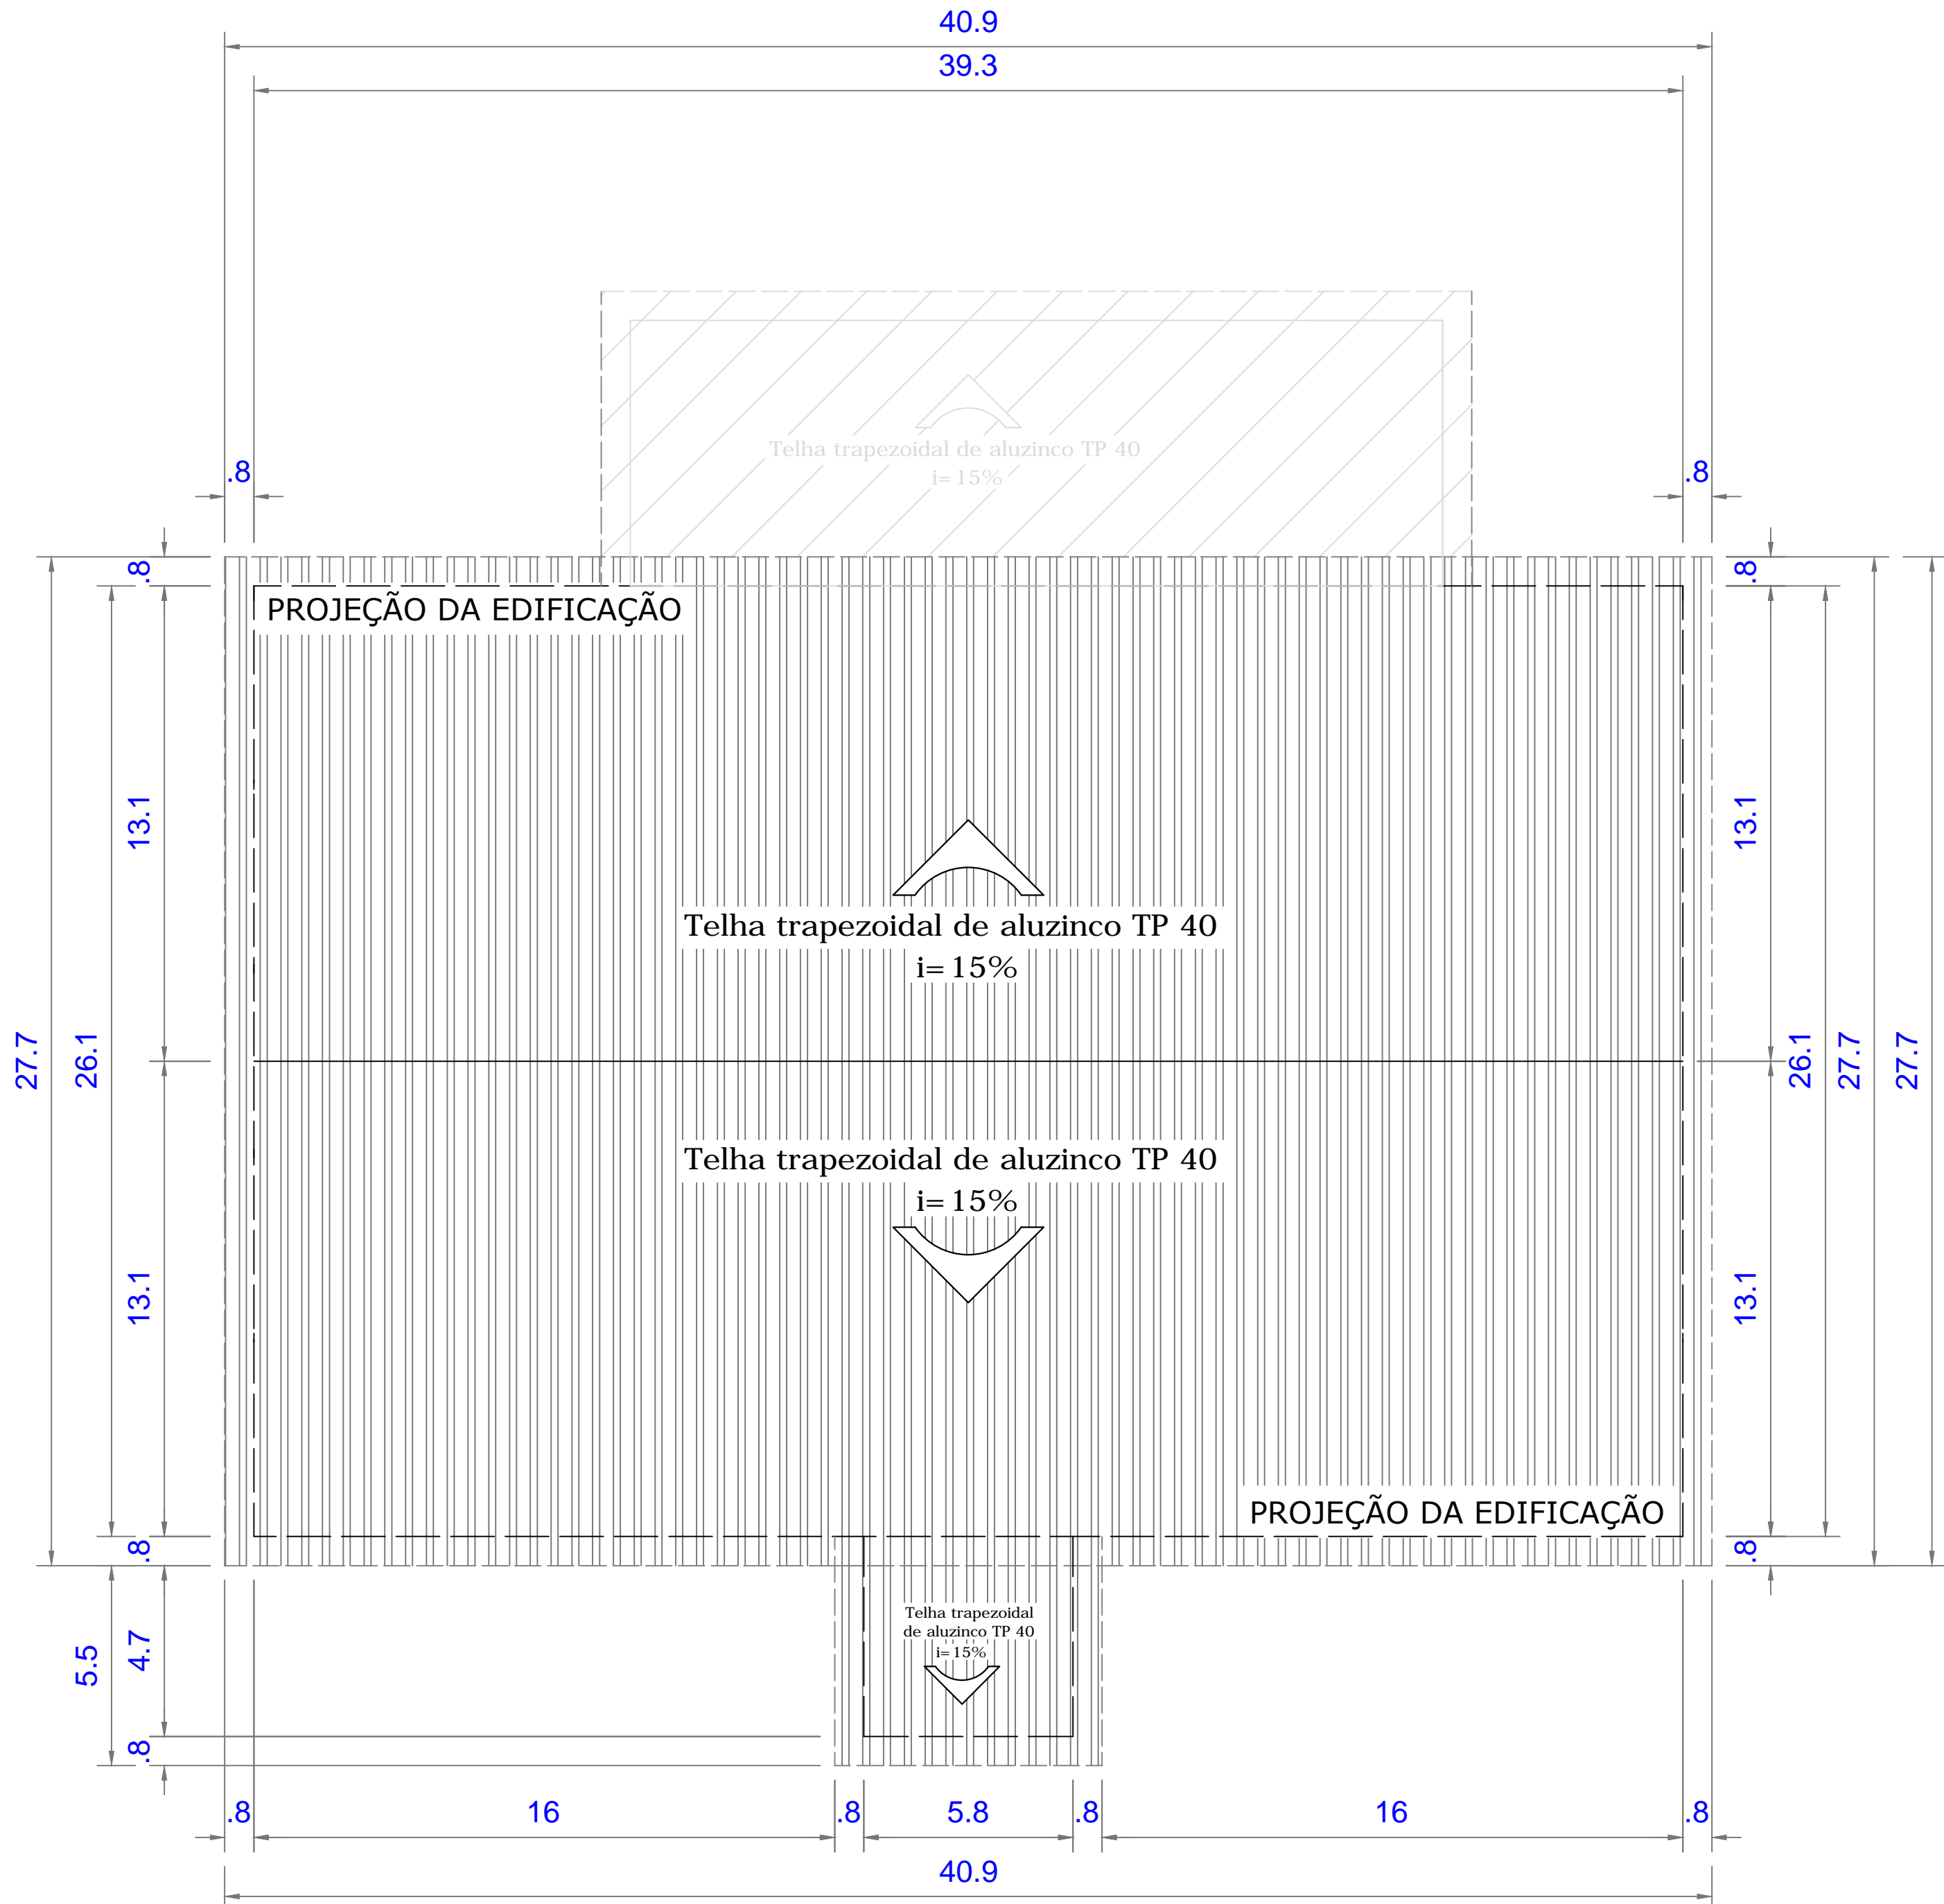 40.9
39.3
Telha trapezoidal de aluzinco TP 40
i=15%
.8
.8
.8
.8
PROJEÇÃO DA EDIFICAÇÃO
13.1
13.1
Telha trapezoidal de aluzinco TP 40
i=15%
27.7
26.1
26.1
27.7
27.7
Telha trapezoidal de aluzinco TP 40
i=15%
13.1
13.1
PROJEÇÃO DA EDIFICAÇÃO
.8
.8
Telha trapezoidal
de aluzinco TP 40
i=15%
5.5
4.7
.8
.8
16
.8
5.8
.8
16
.8
40.9